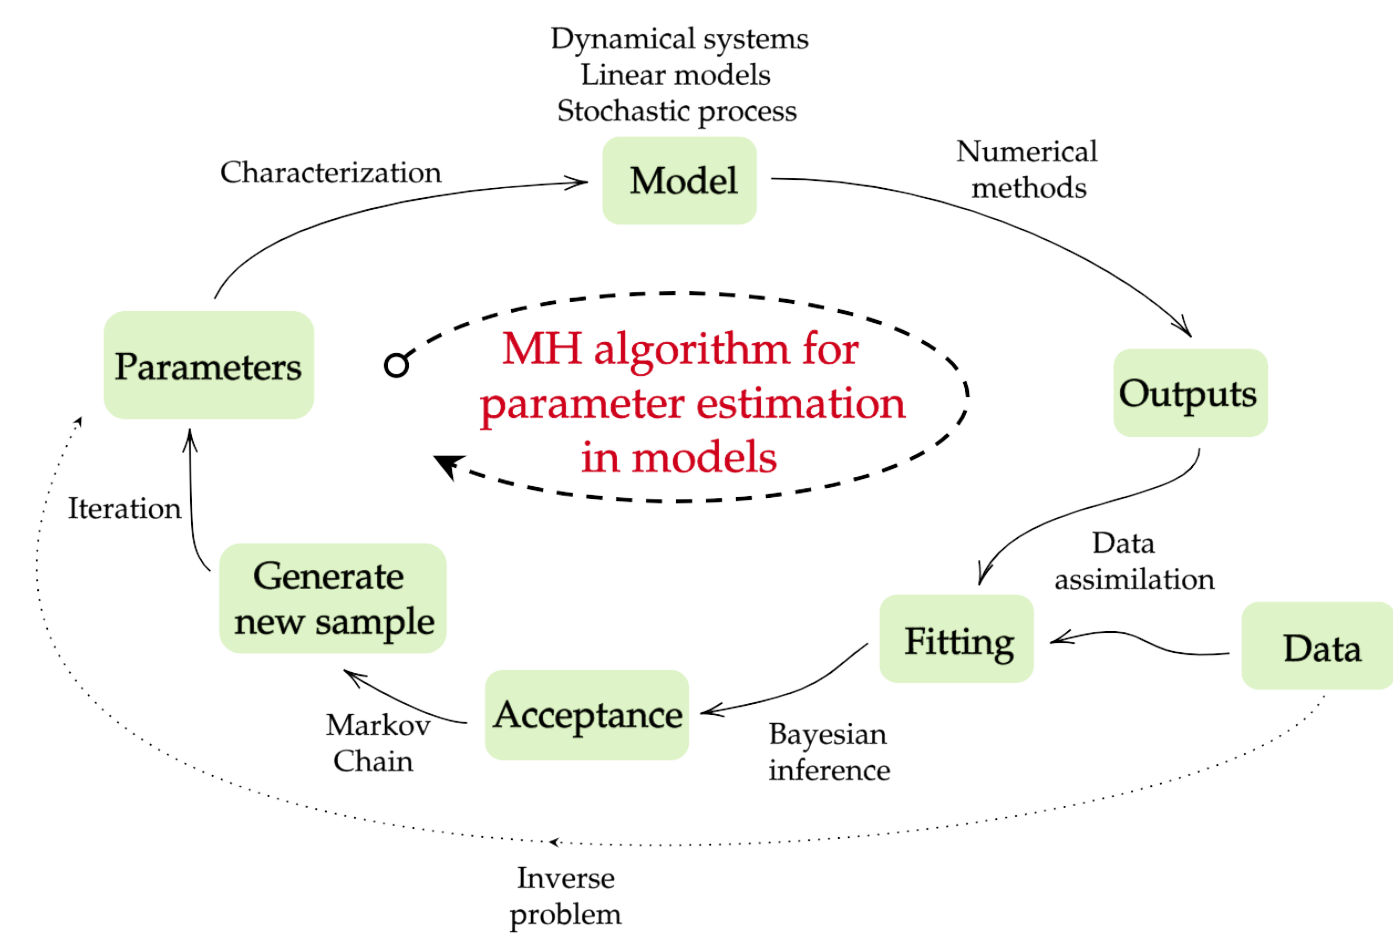 Dynamical systems
Linear models
Stochastic process
Characterization
Model
Numerical
methods
Parameters
MH algorithm for
parameter estimation
in models
Outputs
Iteration
Data
assimilation
Generate
new sample
Fitting
Data
Acceptance
Markov
Chain
Bayesian
inference
Inverse
problem